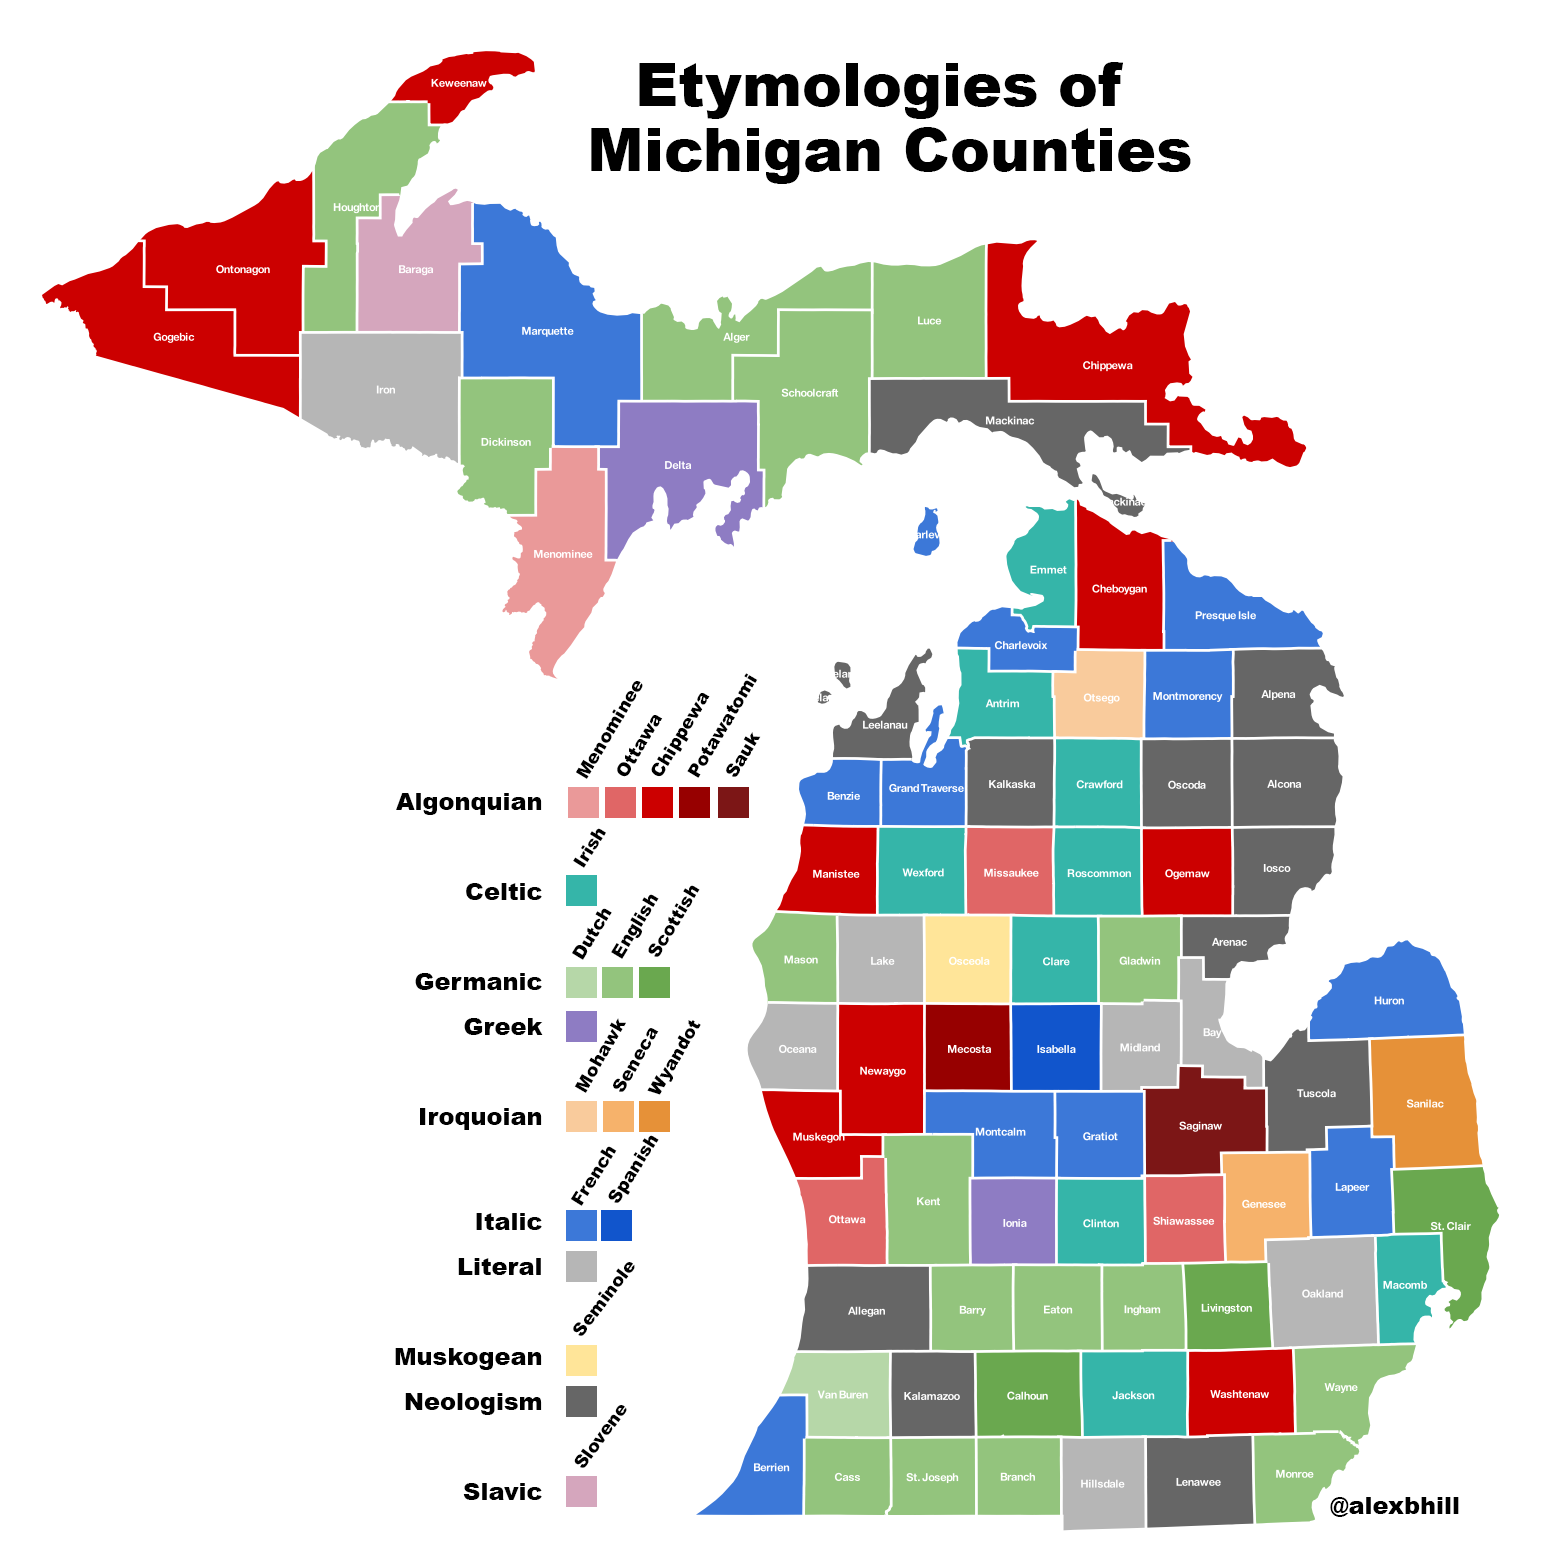 Etymologies of
Michigan Counties
Keweenaw
Houghton
Ontonagon
Baraga
Gogebic
Marquette
Iron
Alger
Luce
Chippewa
Schoolcraft
Mackinac
Dickinson
Delta
Menominee
Emmet
Cheboygan
Presque Isle
Charlevoix
Antrim
Otsego
Montmorency
Alpena
Leelanau
Benzie
Grand Traverse
Kalkaska
Crawford
Oscoda
Alcona
Manistee
Wexford
Missaukee
Roscommon
Ogemaw
Iosco
Mason
Lake
Osceola
Clare
Gladwin
Arenac
Oceana
Newaygo
Mecosta
Isabella
Midland
Bay
Huron
Tuscola
Sanilac
Muskegon
Montcalm
Gratiot
Saginaw
Ottawa
Kent
Ionia
Clinton
Shiawassee
Genesee
Lapeer
St. Clair
Allegan
Barry
Eaton
Ingham
Livingston
Oakland
Macomb
Van Buren
Kalamazoo
Calhoun
Jackson
Washtenaw
Wayne
Berrien
Cass
St. Joseph
Branch
Hillsdale
Lenawee
Monroe
Menominee
Ottawa
Chippewa
Potawatomi
Sauk
Algonquian
Irish
Celtic
Dutch
English
Scottish
Germanic
Greek
Mohawk
Seneca
Wyandot
Iroquoian
French
Spanish
Italic
Literal
Seminole
Muskogean
Neologism
Slovene
Slavic
@alexbhill